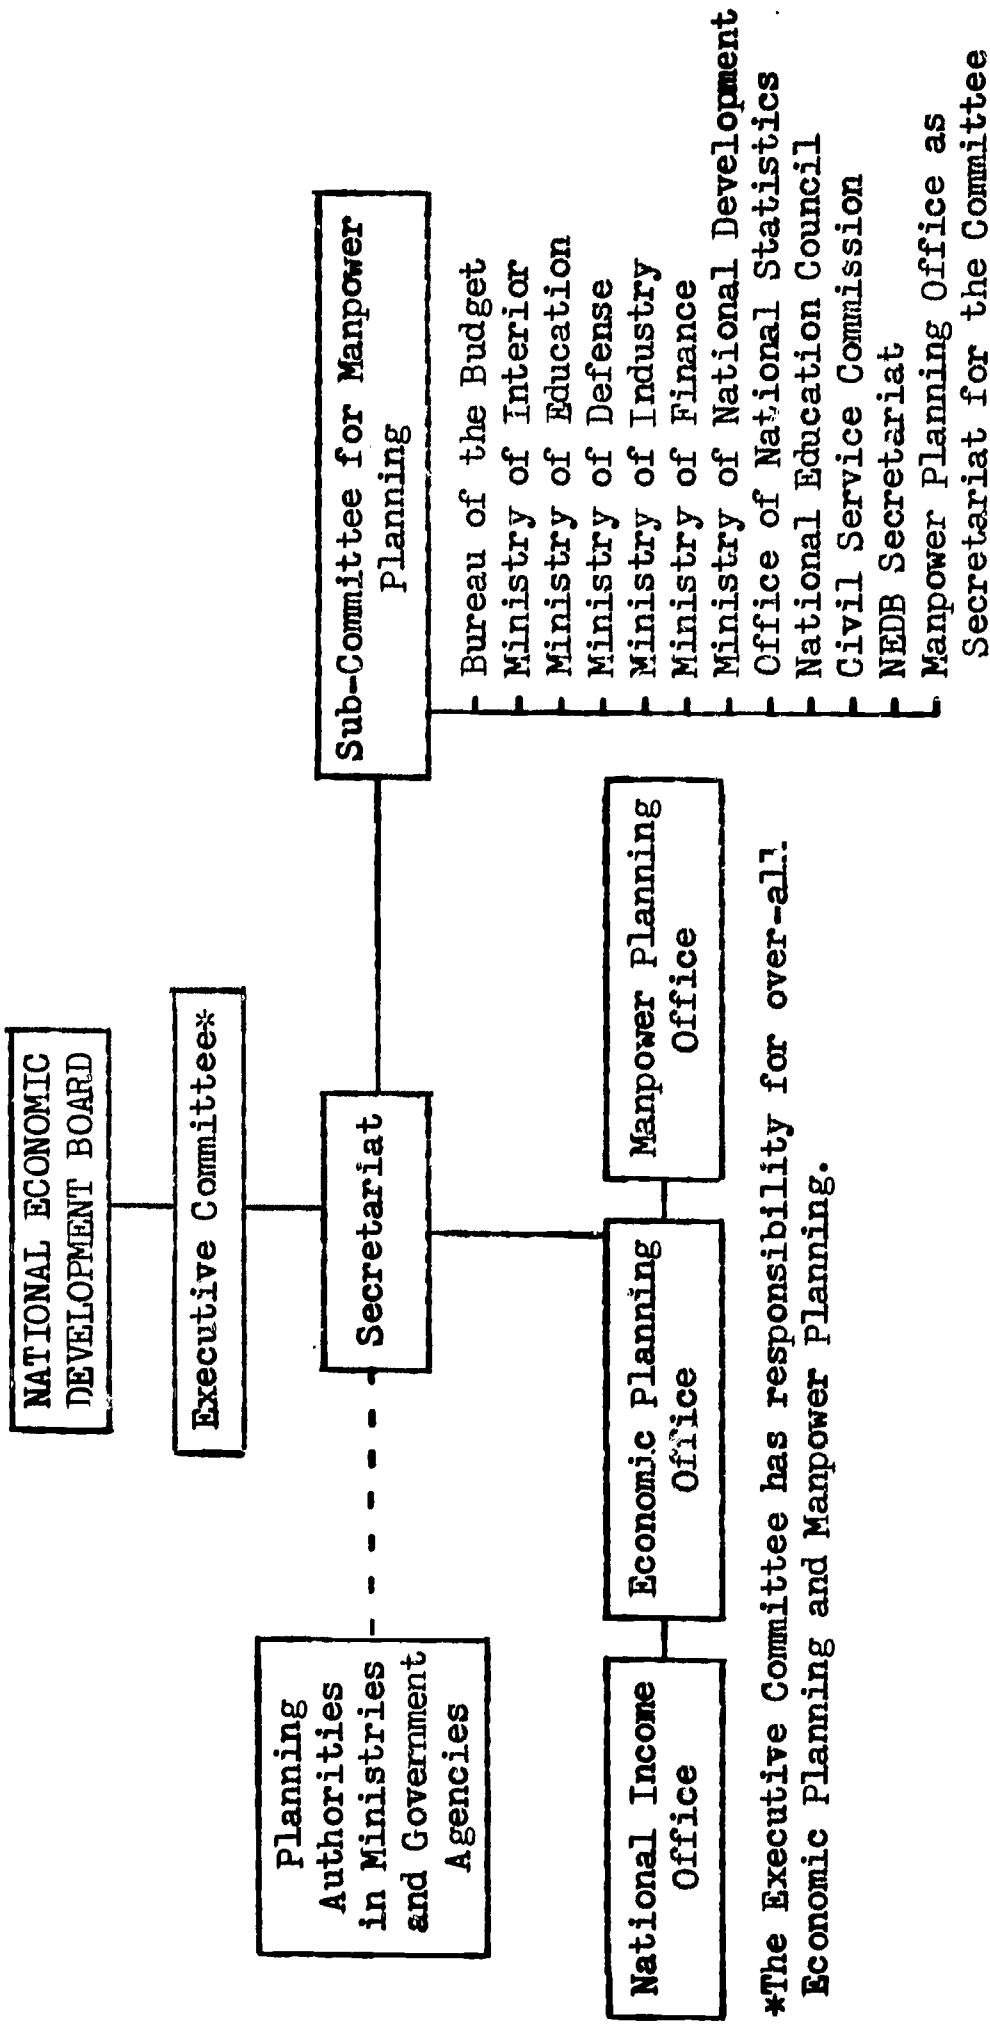 NATIONAL ECONOMIC
DEVELOPMENT BOARD
Executive Committee*
Secretariat
Planning
Authorities
in Ministries
and Government
Agencies
Sub-Committee for Manpower
Planning
Bureau of the Budget
Ministry of Interior
Ministry of Education
Ministry of Defense
Ministry of Industry
Ministry of Finance
Ministry of National Development
Office of National Statistics
National Education Council
Civil Service Commission
NEDB Secretariat
Manpower Planning Office as
Secretariat for the Committee
National Income
Office
Economic Planning
Office
Manpower Planning
Office
*The Executive Committee has responsibility for over-all
Economic Planning and Manpower Planning.